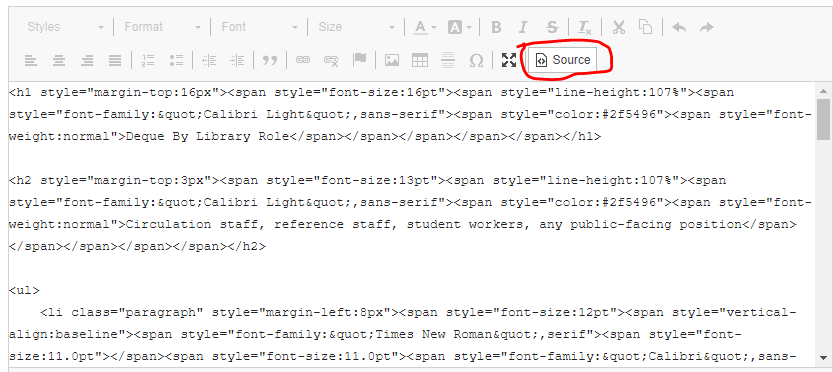 Styles Format Font Size A A B I S Tx
Source
<h1 style="margin-top:16px"><span style="font-size:16pt"><span style="line-height:107%"><span
style="font-family:&quot;Calibri Light&quot;,sans-serif"><span style="color:#2f5496"><span style="font-
weight:normal">Deque By Library Role</span></span></span></span></span></h1>
<h2 style="margin-top:3px"><span style="font-size:13pt"><span style="line-height:107%"><span
style="font-family:&quot;Calibri Light&quot;,sans-serif"><span style="color:#2f5496"><span style="font-
weight:normal">Circulation staff, reference staff, student workers, any public-facing position</span>
</span></span></span></span></h2>
<ul>
<li class="paragraph" style="margin-left:8px"><span style="font-size:12pt"><span style="vertical-
align:baseline"><span style="font-family:&quot;Times New Roman&quot;,serif"><span style="font-
size:11.0pt"></span><span style="font-size:11.0pt"><span style="font-family:&quot;Calibri&quot;,sans-